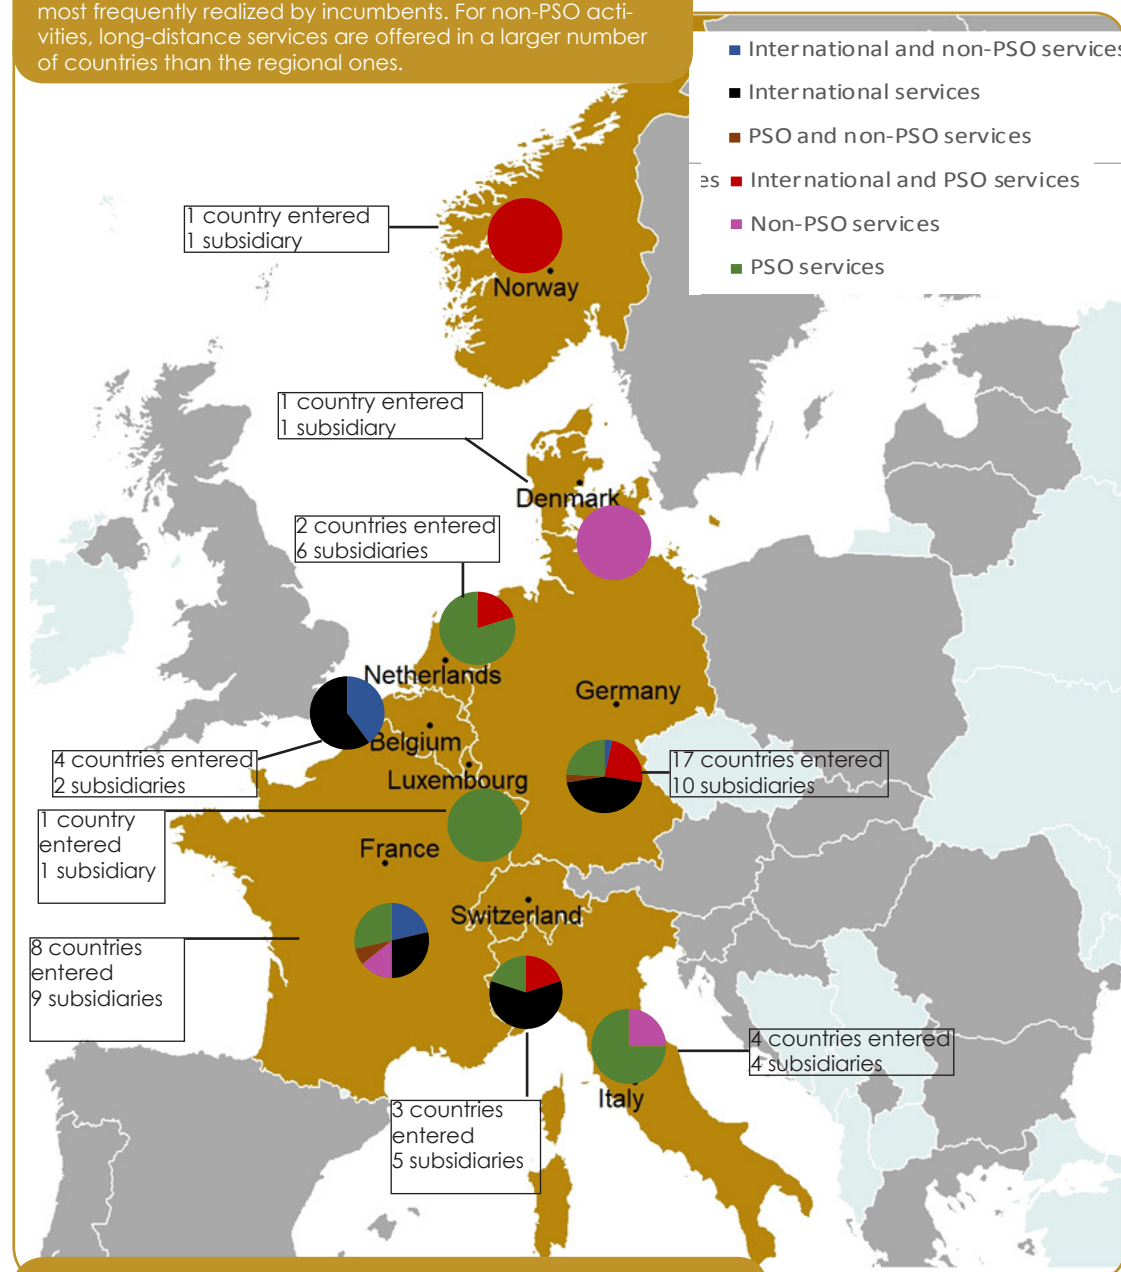 most frequently realized by incumbents. For non-PSO acti-
vities, long-distance services are offered in a larger number
of countries than the regional ones.
International and non-PSO services
International services
PSO and non-PSO services
es
International and PSO services
Non-PSO services
PSO services
1 country entered
1 subsidiary
Norway
1 country entered
1 subsidiary
Denmark
2 countries entered
6 subsidiaries
Netherlands
Germany
Belgium
4 countries entered
2 subsidiaries
17 countries entered
10 subsidiaries
Luxembourg
1 country
entered
1 subsidiary
France
Switzerland
8 countries
entered
9 subsidiaries
4 countries entered
4 subsidiaries
Italy
3 countries
entered
5 subsidiaries